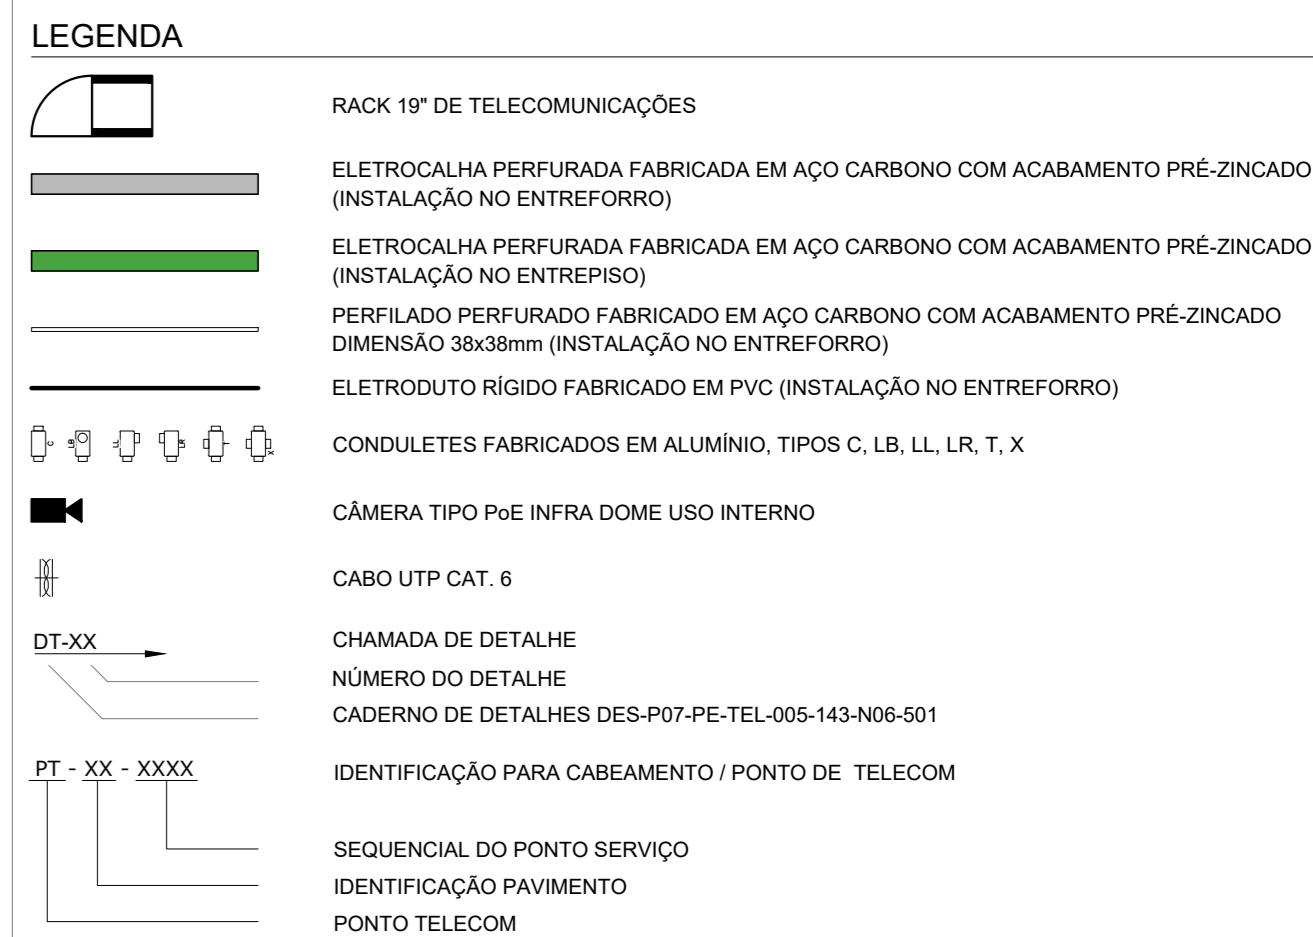 LEGENDA
RACK 19" DE TELECOMUNICAÇÕES
ELETROCALHA PERFURADA FABRICADA EM AÇO CARBONO COM ACABAMENTO PRÉ-ZINCADO
(INSTALAÇÃO NO ENTREFORRO)
ELETROCALHA PERFURADA FABRICADA EM AÇO CARBONO COM ACABAMENTO PRÉ-ZINCADO
(INSTALAÇÃO NO ENTREPISO)
PERFILADO PERFURADO FABRICADO EM AÇO CARBONO COM ACABAMENTO PRÉ-ZINCADO
DIMENSÃO 38x38mm (INSTALAÇÃO NO ENTREFORRO)
ELETRODUTO RÍGIDO FABRICADO EM PVC (INSTALAÇÃO NO ENTREFORRO)
C LB LL LR T X
CONDULETES FABRICADOS EM ALUMÍNIO, TIPOS C, LB, LL, LR, T, X
CÂMERA TIPO PoE INFRA DOME USO INTERNO
CABO UTP CAT. 6
DT-XX
CHAMADA DE DETALHE
NÚMERO DO DETALHE
CADERNO DE DETALHES DES-P07-PE-TEL-005-143-N06-501
PT - XX - XXXX
IDENTIFICAÇÃO PARA CABEAMENTO / PONTO DE TELECOM
SEQUENCIAL DO PONTO SERVIÇO
IDENTIFICAÇÃO PAVIMENTO
PONTO TELECOM